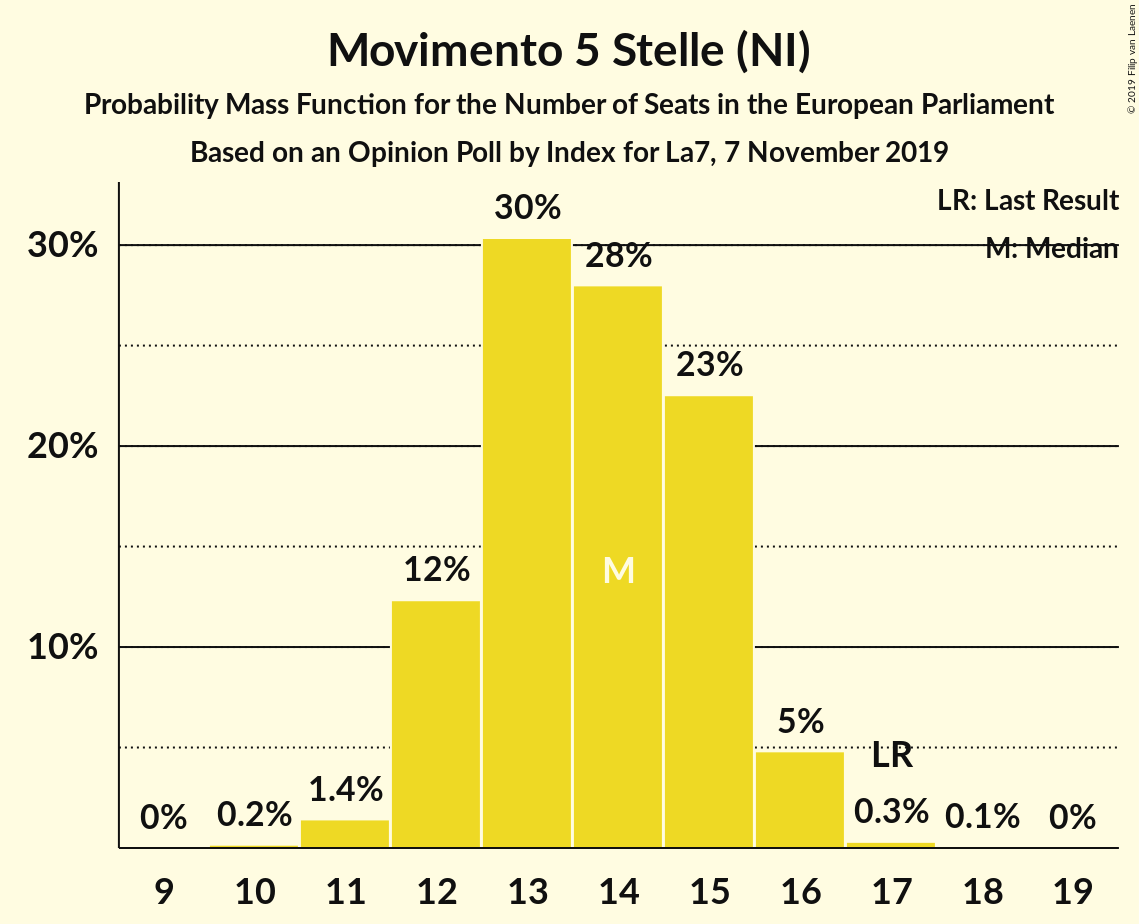 Movimento 5 Stelle (NI)
Probability Mass Function for the Number of Seats in the European Parliament
Based on an Opinion Poll by Index for La7, 7 November 2019
© 2019 Filip van Laenen
LR: Last Result
M: Median
30%
20%
10%
0%
0.2%
1.4%
12%
30%
28%
23%
5%
0.3%
0.1%
0%
M
LR
9 10 11 12 13 14 15 16 17 18 19